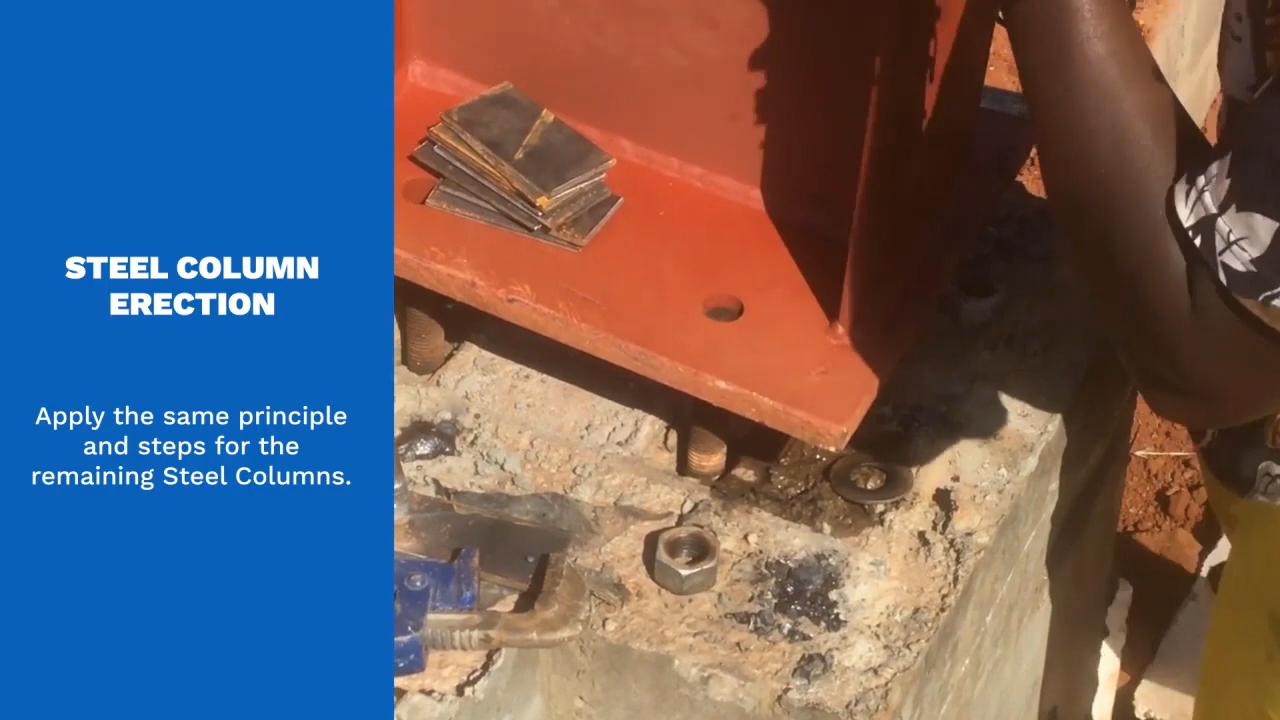 STEEL COLUMN
ERECTION
Apply the same principle
and steps for the
remaining Steel Columns.